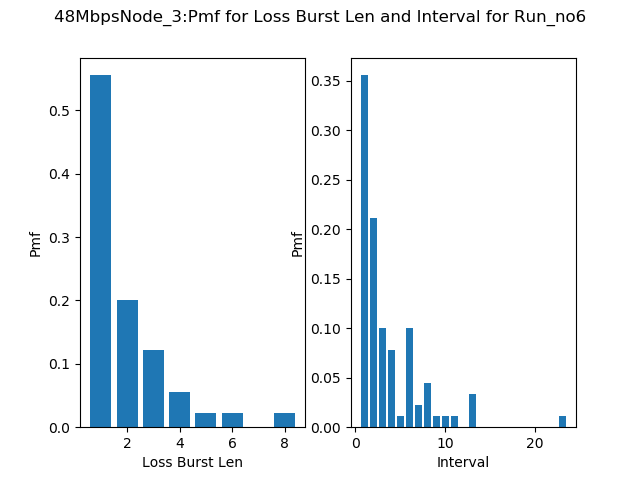 48MbpsNode_3:Pmf for Loss Burst Len and Interval for Run_no6
Pmf
0.5
0.4
0.3
0.2
0.1
0.0
2 4 6 8
Loss Burst Len
Pmf
0.35
0.30
0.25
0.20
0.15
0.10
0.05
0.00
0 10 20
Interval